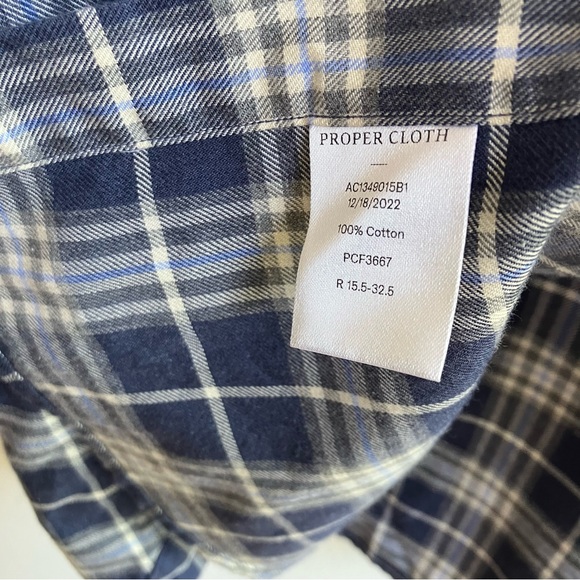 PROPER CLOTH
AC1349015B1
12/18/2022
100% Cotton
PCF3667
R 15.5-32.5